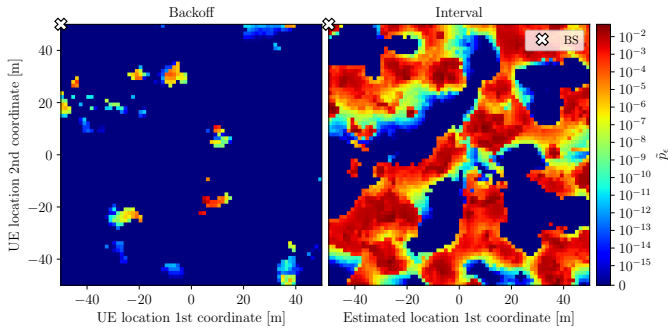 Backoff
Interval
BS
UE location 2nd coordinate [m]
40
20
0
−20
−40
−40 −20 0 20 40
−40 −20 0 20 40
UE location 1st coordinate [m]
Estimated location 1st coordinate [m]
10⁻²
10⁻³
10⁻⁴
10⁻⁵
10⁻⁶
10⁻⁷
10⁻⁸
10⁻⁹
10⁻¹⁰
10⁻¹¹
10⁻¹²
10⁻¹³
10⁻¹⁴
10⁻¹⁵
0
p̃_ϵ